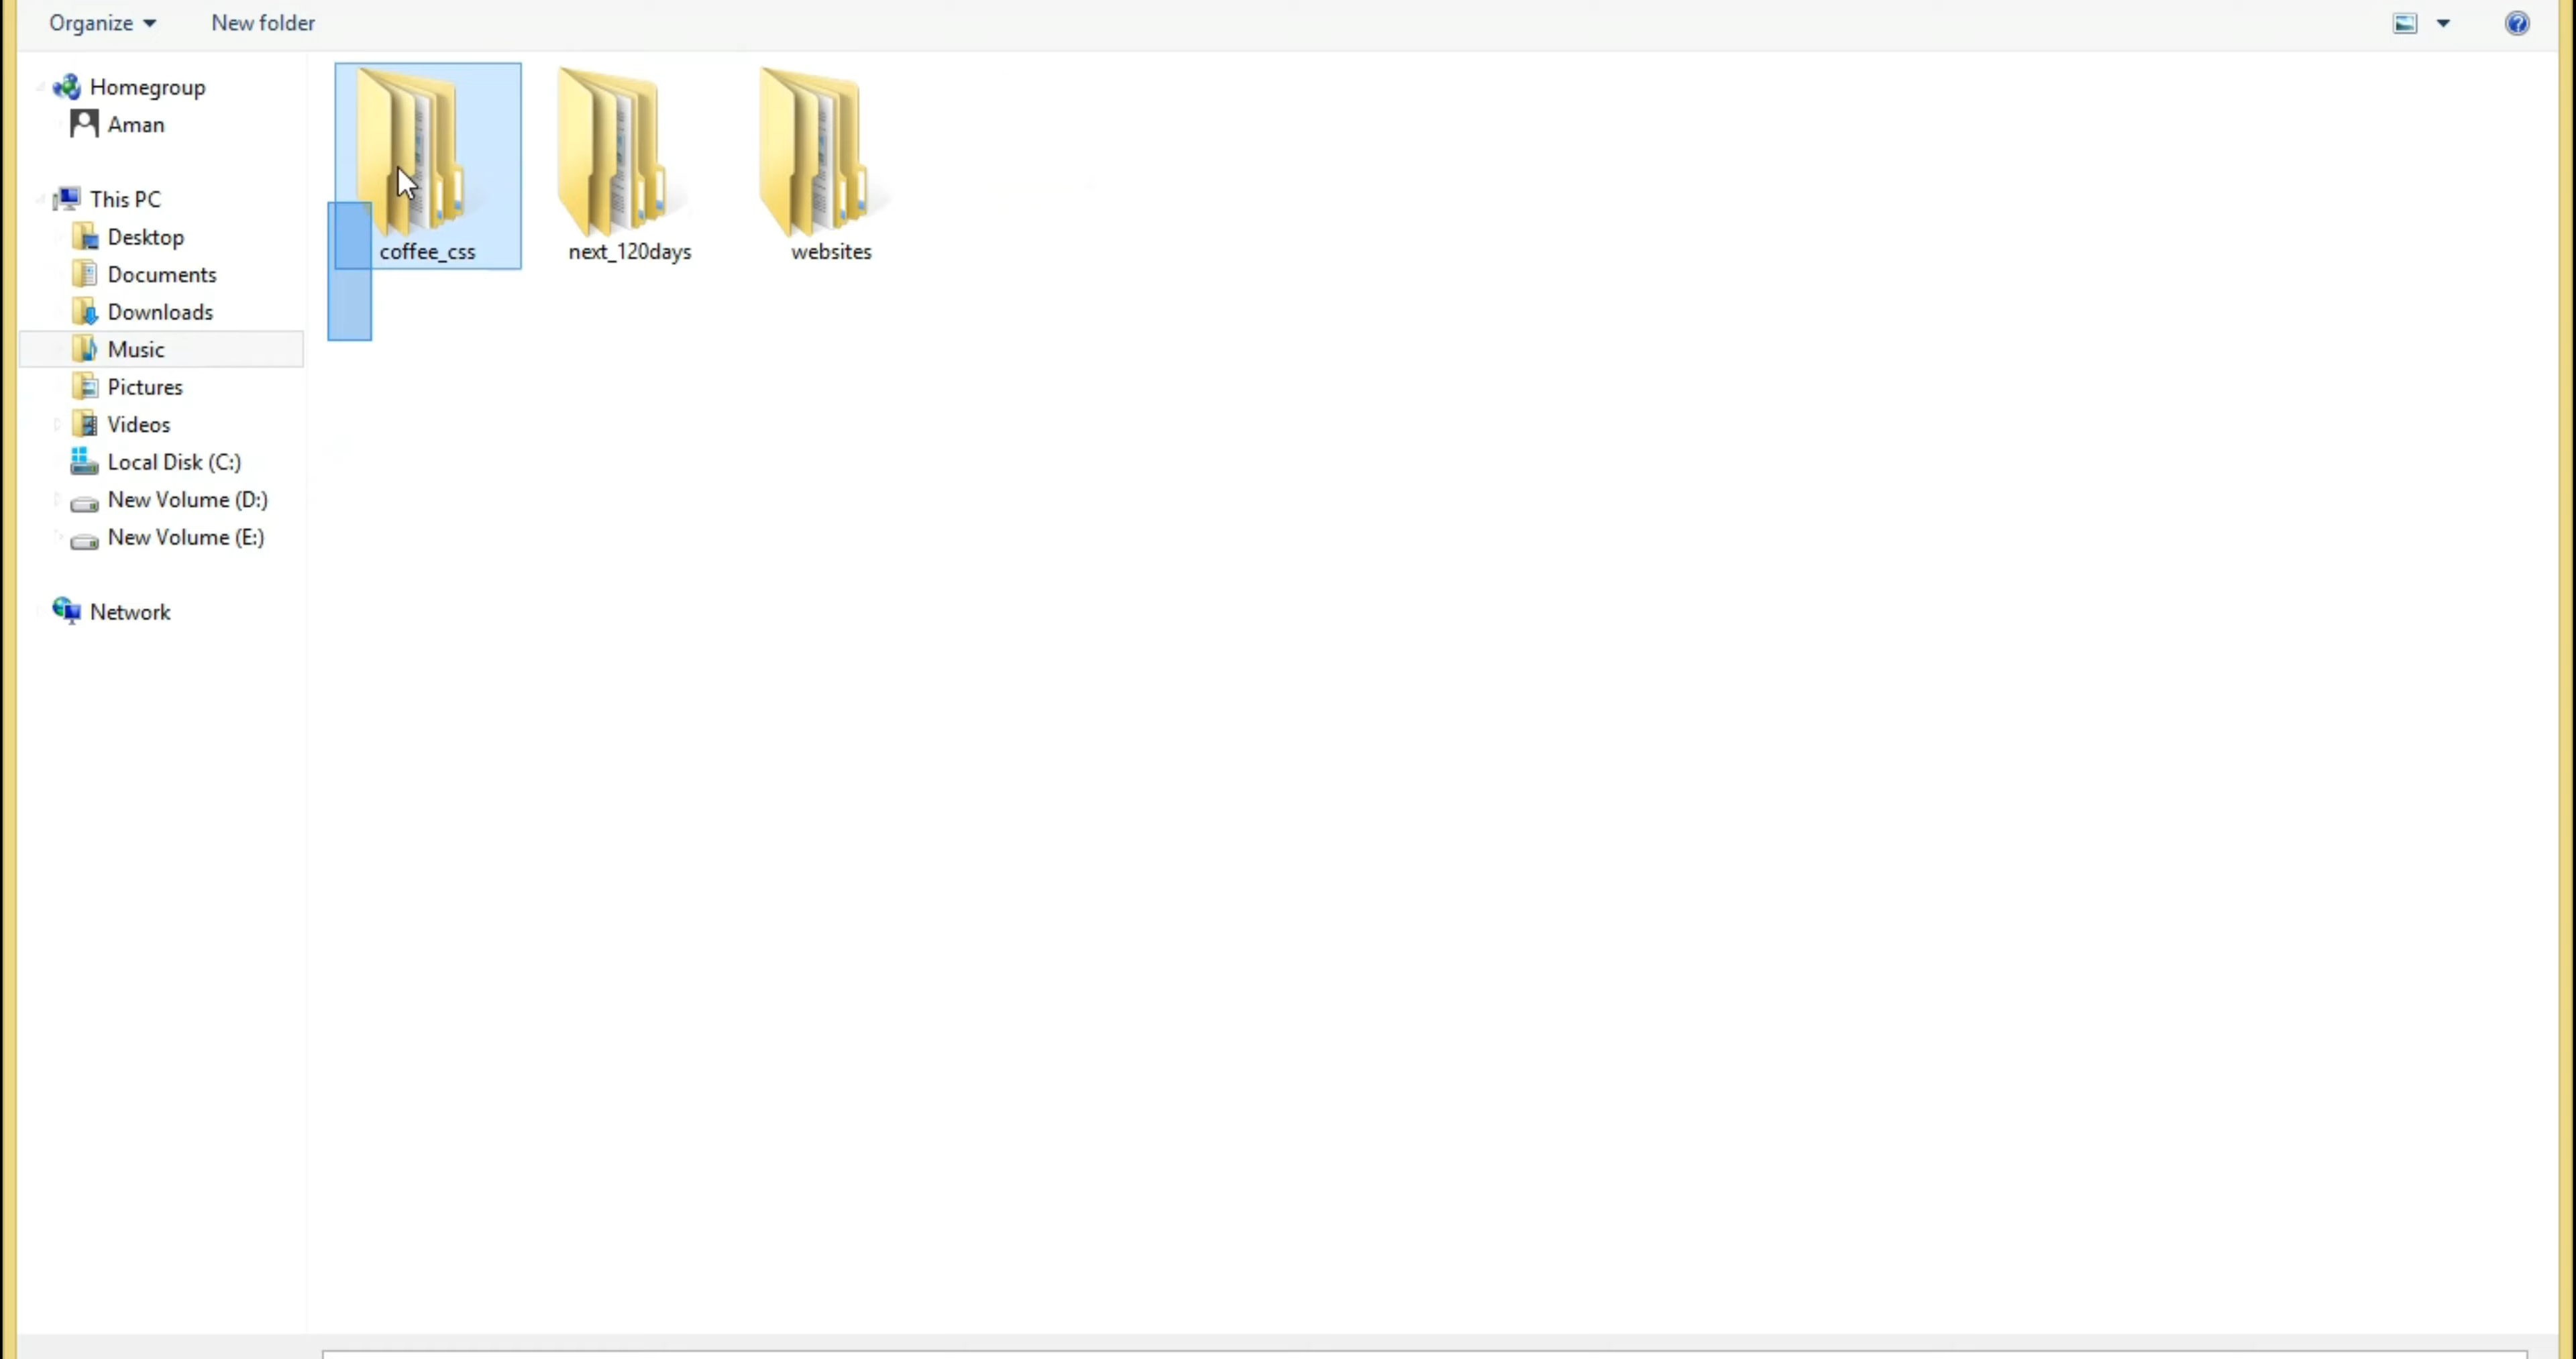 Organize
New folder
Homegroup
Aman
This PC
Desktop
Documents
Downloads
Music
Pictures
Videos
Local Disk (C:)
New Volume (D:)
New Volume (E:)
Network
coffee_css
next_120days
websites